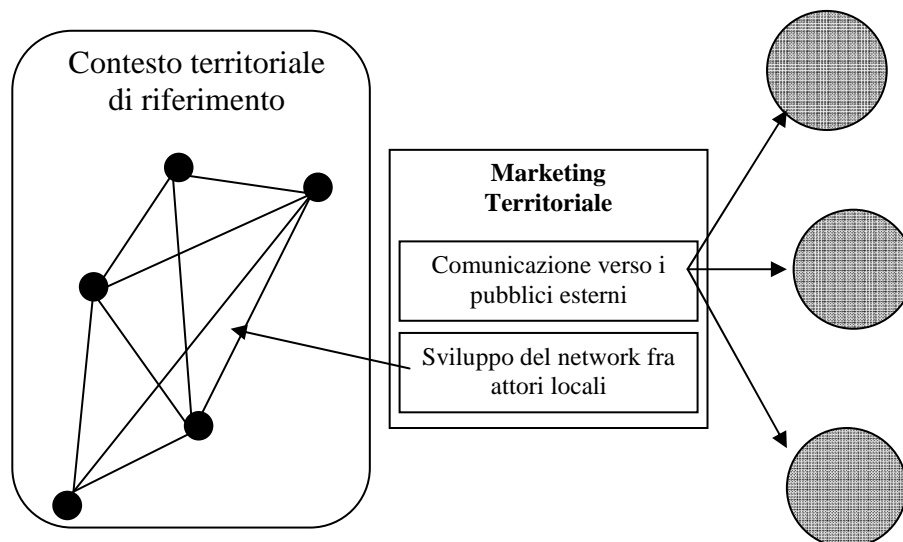 Contesto territoriale
di riferimento
Marketing
Territoriale
Comunicazione verso i
pubblici esterni
Sviluppo del network fra
attori locali